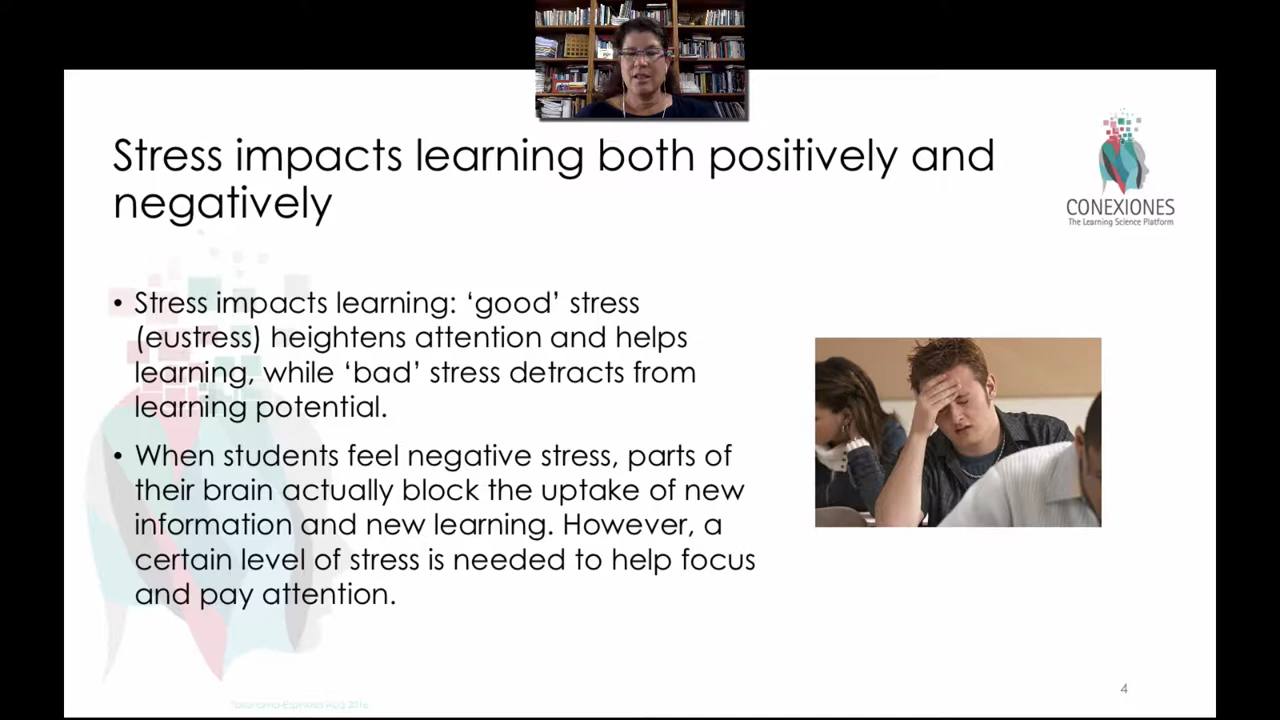 Stress impacts learning both positively and
negatively
CONEXIONES
The Learning Science Platform
• Stress impacts learning: ‘good’ stress
(eustress) heightens attention and helps
learning, while ‘bad’ stress detracts from
learning potential.
• When students feel negative stress, parts of
their brain actually block the uptake of new
information and new learning. However, a
certain level of stress is needed to help focus
and pay attention.
4